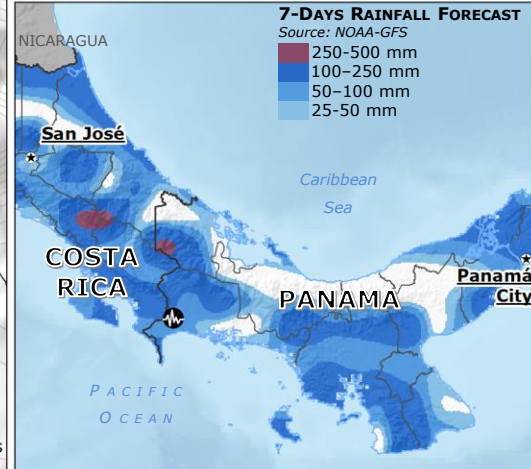 7-DAYS RAINFALL FORECAST
Source: NOAA-GFS
250-500 mm
100–250 mm
50–100 mm
25-50 mm
NICARAGUA
San José
Caribbean
Sea
COSTA
RICA
PANAMA
Panamá
City
PACIFIC
OCEAN
s